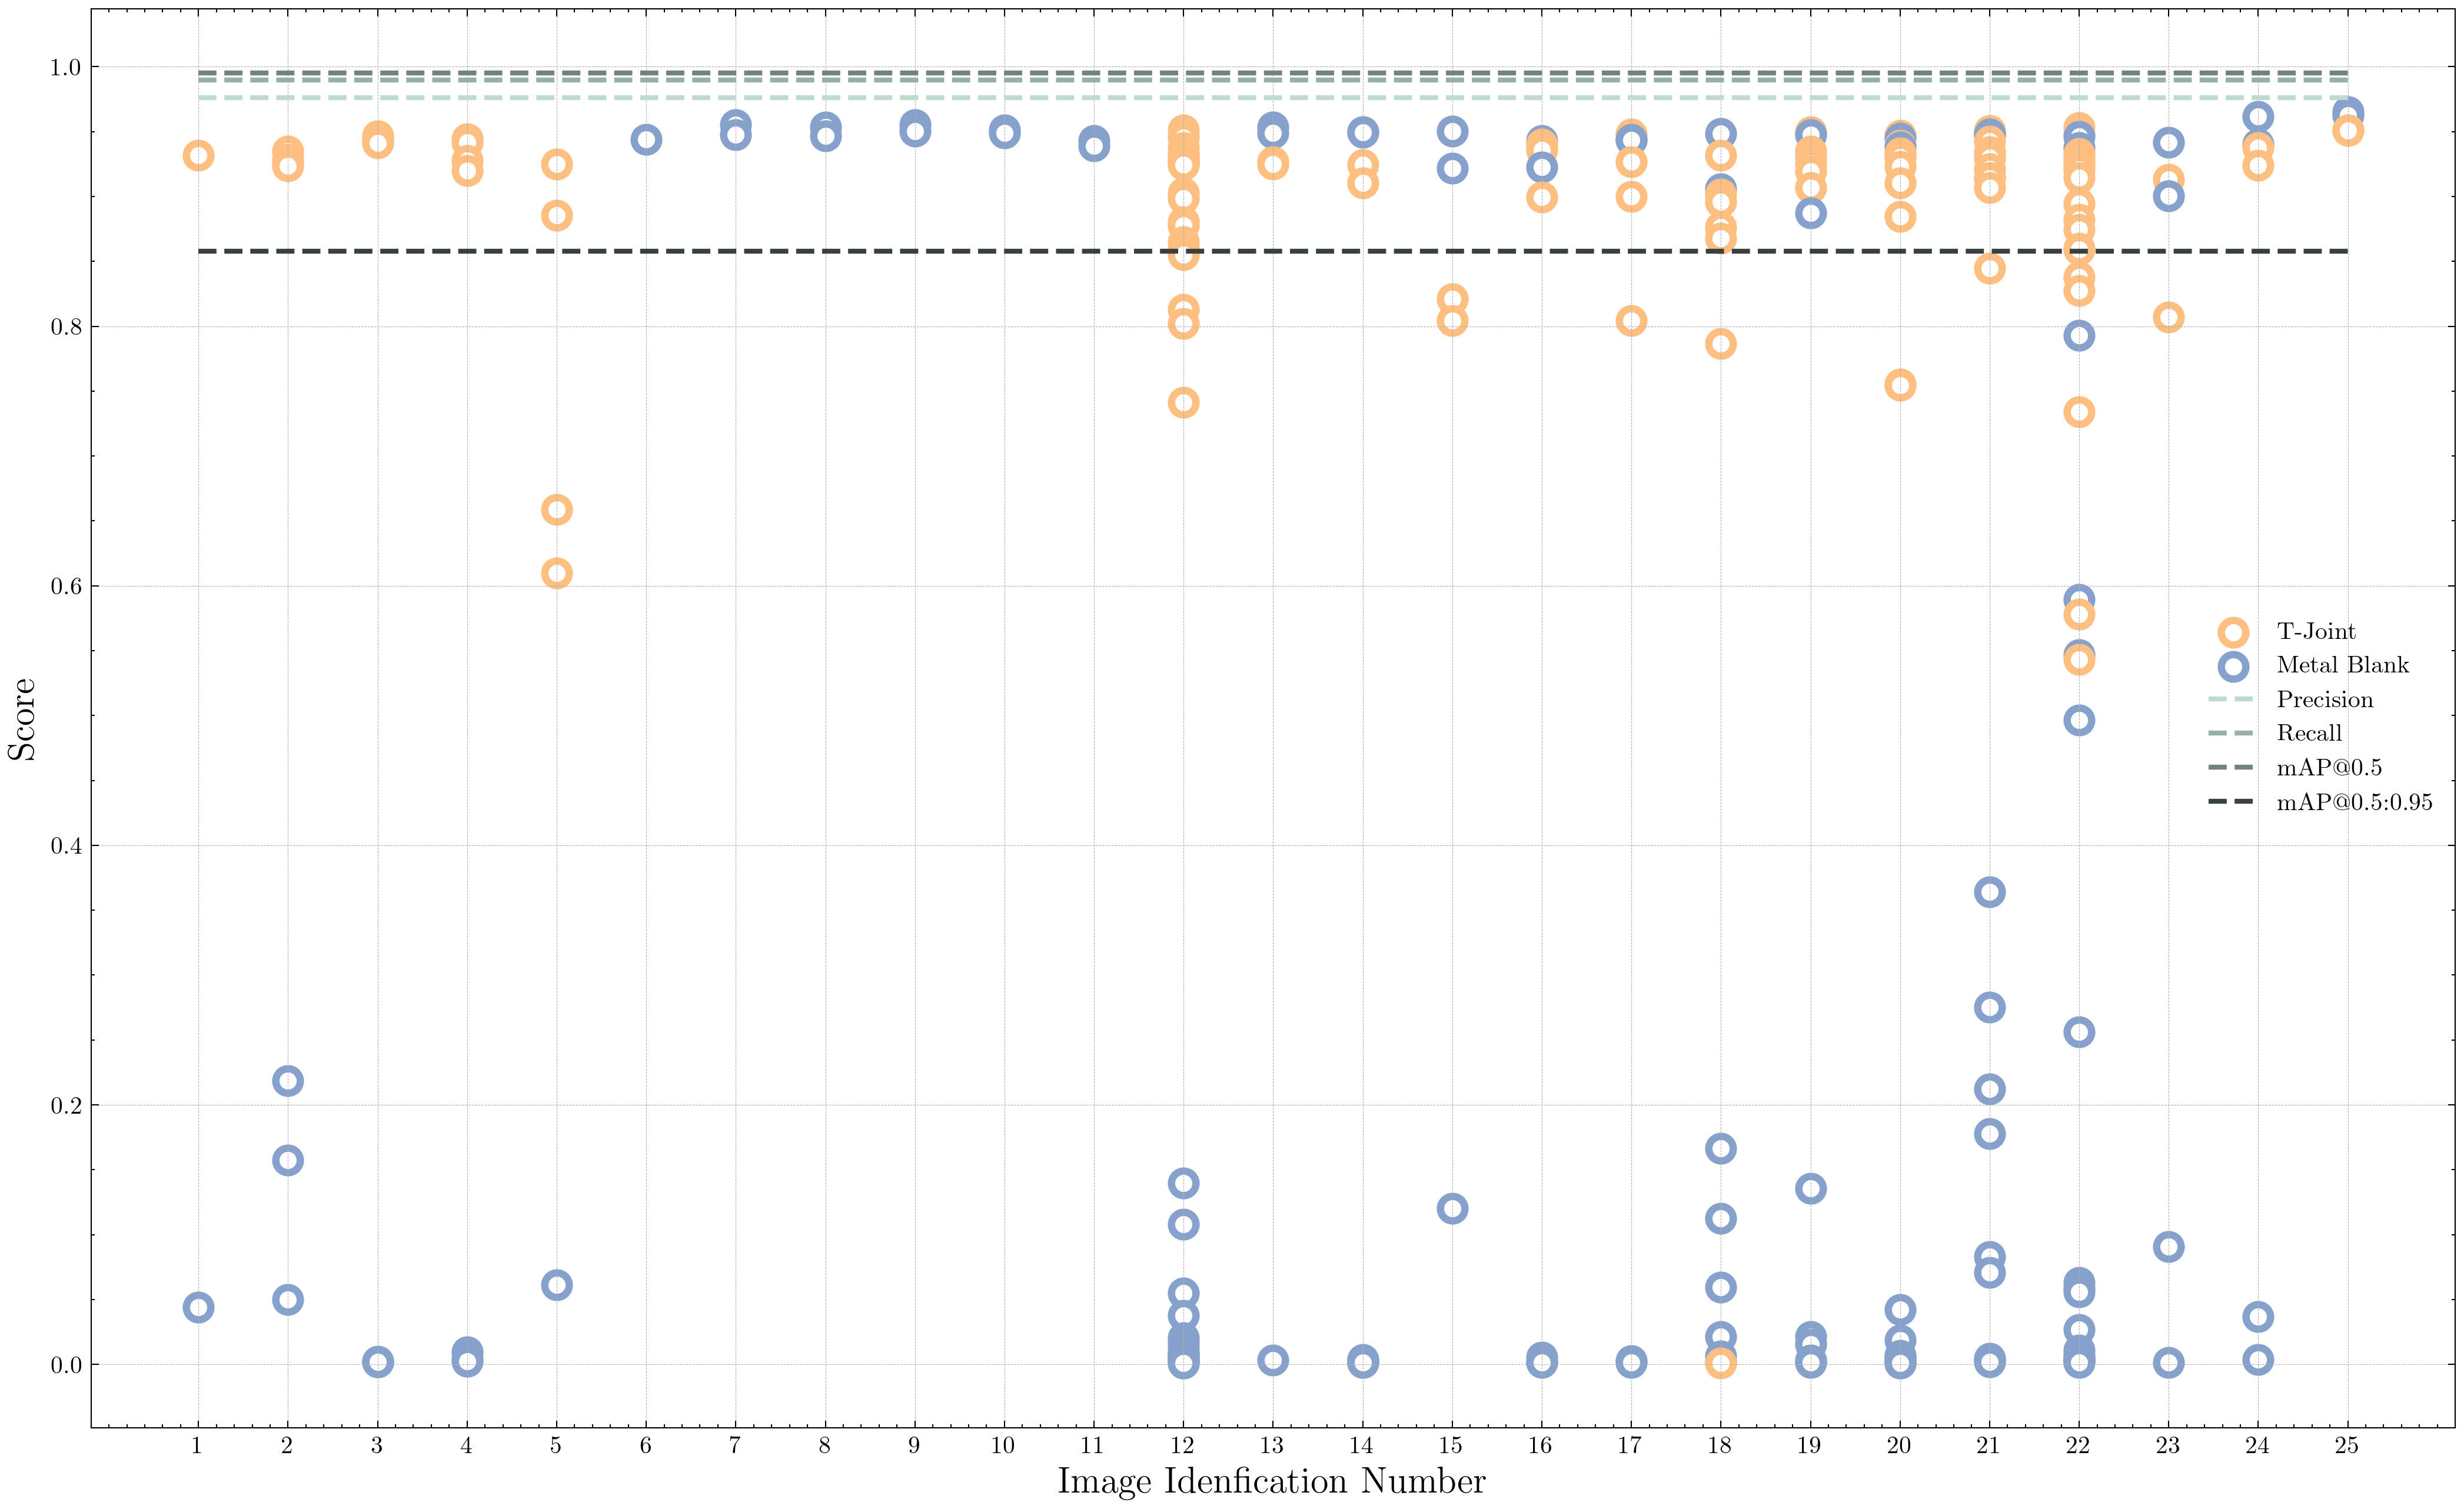 1.0
0.8
0.6
0.4
0.2
0.0
Score
T-Joint
Metal Blank
Precision
Recall
mAP@0.5
mAP@0.5:0.95
1 2 3 4 5 6 7 8 9 10 11 12 13 14 15 16 17 18 19 20 21 22 23 24 25
Image Idenfication Number